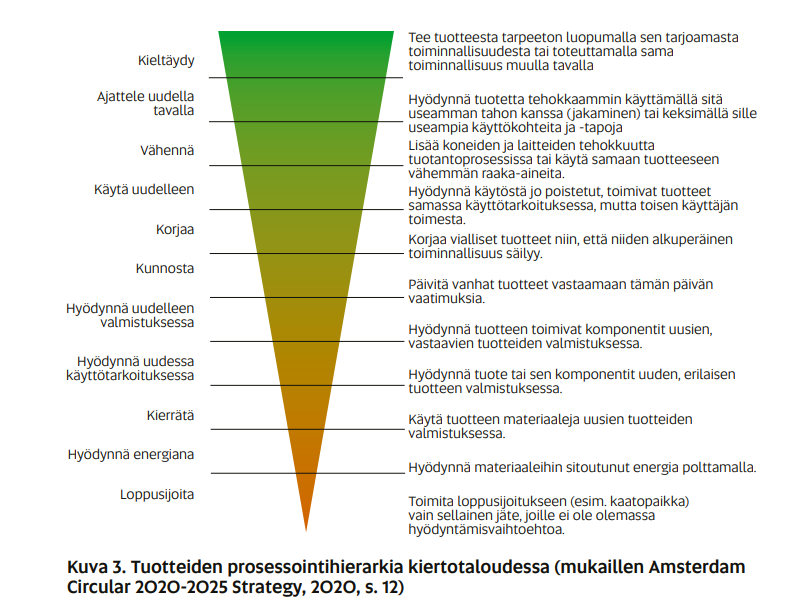 Kieltäydy
Tee tuotteesta tarpeeton luopumalla sen tarjoamasta
toiminnallisuudesta tai toteuttamalla sama
toiminnallisuus muulla tavalla
Ajattele uudella
tavalla
Hyödynnä tuotetta tehokkaammin käyttämällä sitä
useamman tahon kanssa (jakaminen) tai keksimällä sille
useampia käyttökohteita ja -tapoja
Vähennä
Lisää koneiden ja laitteiden tehokkuutta
tuotantoprosessissa tai käytä samaan tuotteeseen
vähemmän raaka-aineita.
Käytä uudelleen
Hyödynnä käytöstä jo poistetut, toimivat tuotteet
samassa käyttötarkoituksessa, mutta toisen käyttäjän
toimesta.
Korjaa
Korjaa vialliset tuotteet niin, että niiden alkuperäinen
toiminnallisuus säilyy.
Kunnosta
Päivitä vanhat tuotteet vastaamaan tämän päivän
vaatimuksia.
Hyödynnä uudelleen
valmistuksessa
Hyödynnä tuotteen toimivat komponentit uusien,
vastaavien tuotteiden valmistuksessa.
Hyödynnä uudessa
käyttötarkoituksessa
Hyödynnä tuote tai sen komponentit uuden, erilaisen
tuotteen valmistuksessa.
Kierrätä
Käytä tuotteen materiaaleja uusien tuotteiden
valmistuksessa.
Hyödynnä energiana
Hyödynnä materiaaleihin sitoutunut energia polttamalla.
Loppusijoita
Toimita loppusijoitukseen (esim. kaatopaikka)
vain sellainen jäte, joille ei ole olemassa
hyödyntämisvaihtoehtoa.
Kuva 3. Tuotteiden prosessointihierarkia kiertotaloudessa (mukaillen Amsterdam
Circular 2020-2025 Strategy, 2020, s. 12)